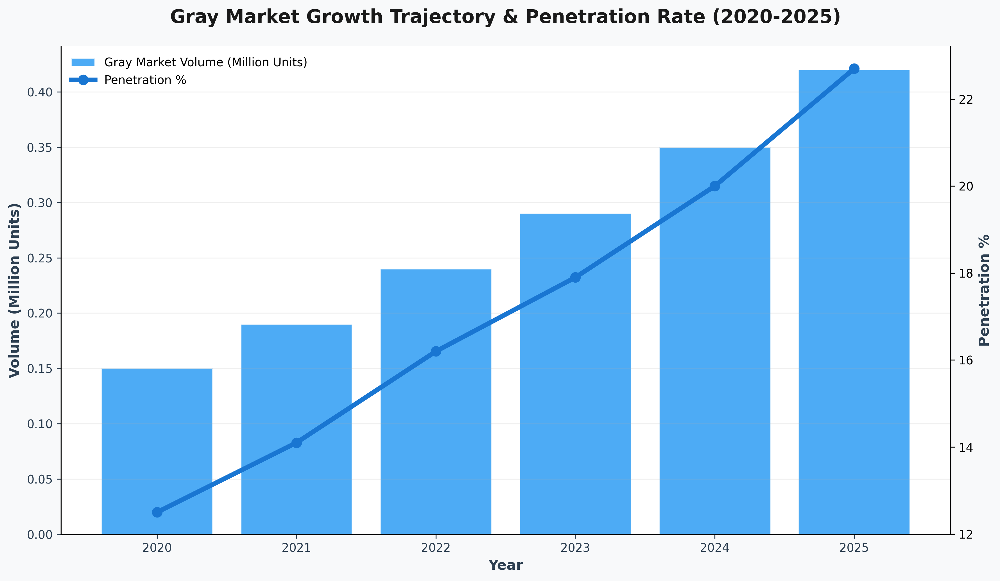 Gray Market Growth Trajectory & Penetration Rate (2020-2025)
Gray Market Volume (Million Units)
Penetration %
Volume (Million Units)
0.40
0.35
0.30
0.25
0.20
0.15
0.10
0.05
0.00
22
20
18
16
14
12
Penetration %
2020 2021 2022 2023 2024 2025
Year